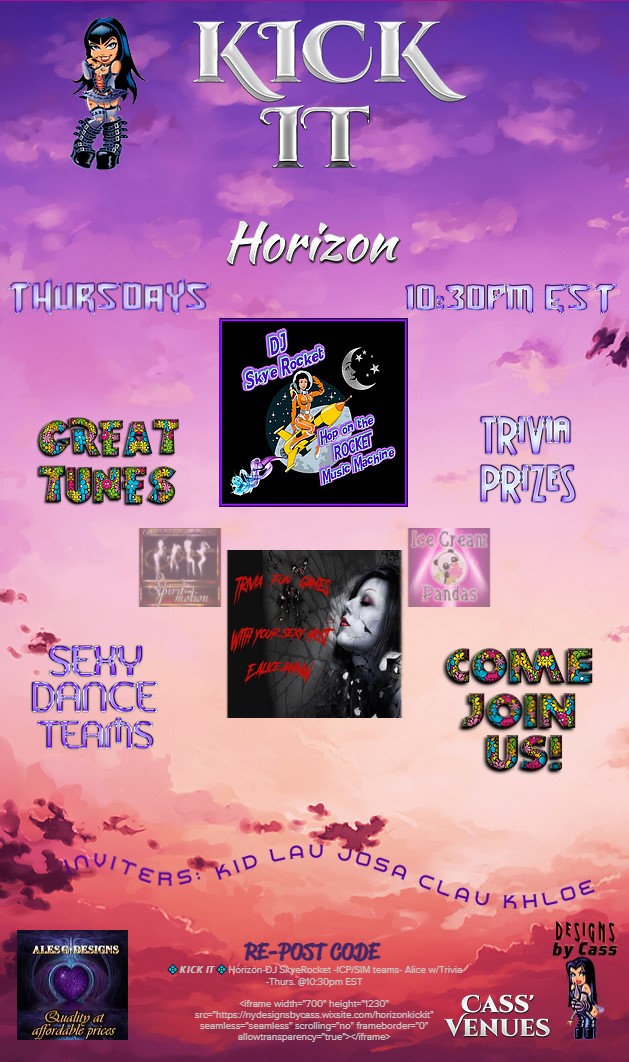 KICK
IT
Horizon
THURSDAYS
10:30PM EST
DJ
Skye Rocket
Hop on the
ROCKET
Music Machine
GREAT
TUNES
TRIVIA
PRIZES
Spirit
motion
Ice Cream
Pandas
TRIVIA FUN GAMES
WITH YOUR SEXY HOST
SEXY
DANCE
TEAMS
COME
JOIN
US!
INVITERS: KID LAU JOSA CLAU KHLOE
ALESG DESIGNS
Quality at
affordable prices
RE-POST CODE
💠 KICK IT 💠 Horizon-DJ SkyeRocket -ICP/SIM teams- Alice w/Trivia
-Thurs. @10:30pm EST
<iframe width="700" height="1230"
src="https://nydesignsbycass.wixsite.com/horizonkickit"
seamless="seamless" scrolling="no" frameborder="0"
allowtransparency="true"></iframe>
DESIGNS
by Cass
CASS'
VENUES